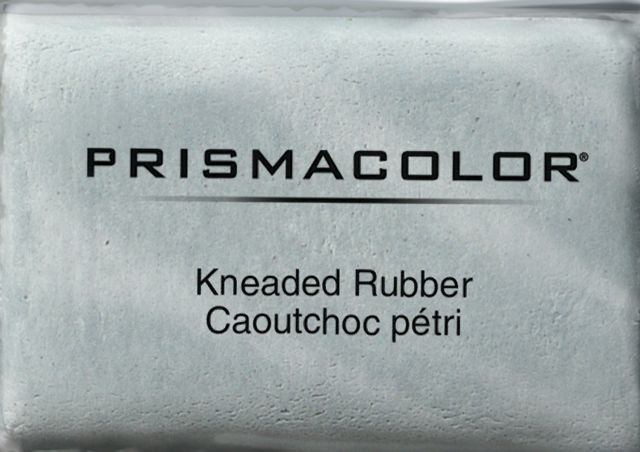 PRISMACOLOR®
Kneaded Rubber
Caoutchoc pétri